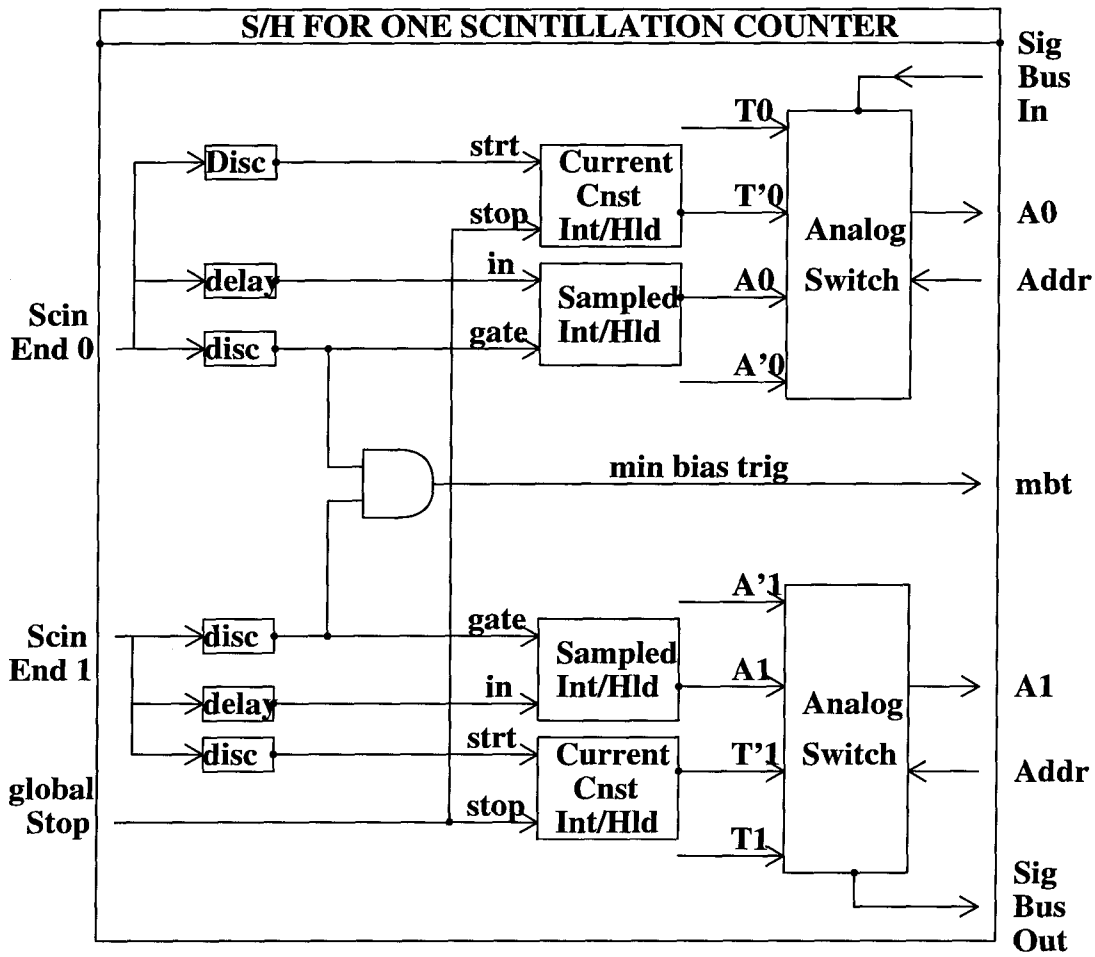 S/H FOR ONE SCINTILLATION COUNTER
Sig
Bus
In
T0
Disc
strt
Current
Cnst
Int/Hld
T'0
stop
Analog
Switch
A0
delay
in
Sampled
Int/Hld
A0
Addr
Scin
End 0
disc
gate
A'0
min bias trig
mbt
A'1
Scin
End 1
disc
gate
Sampled
Int/Hld
A1
Analog
Switch
A1
delay
in
disc
strt
Current
Cnst
Int/Hld
T'1
Addr
global
Stop
stop
T1
Sig
Bus
Out